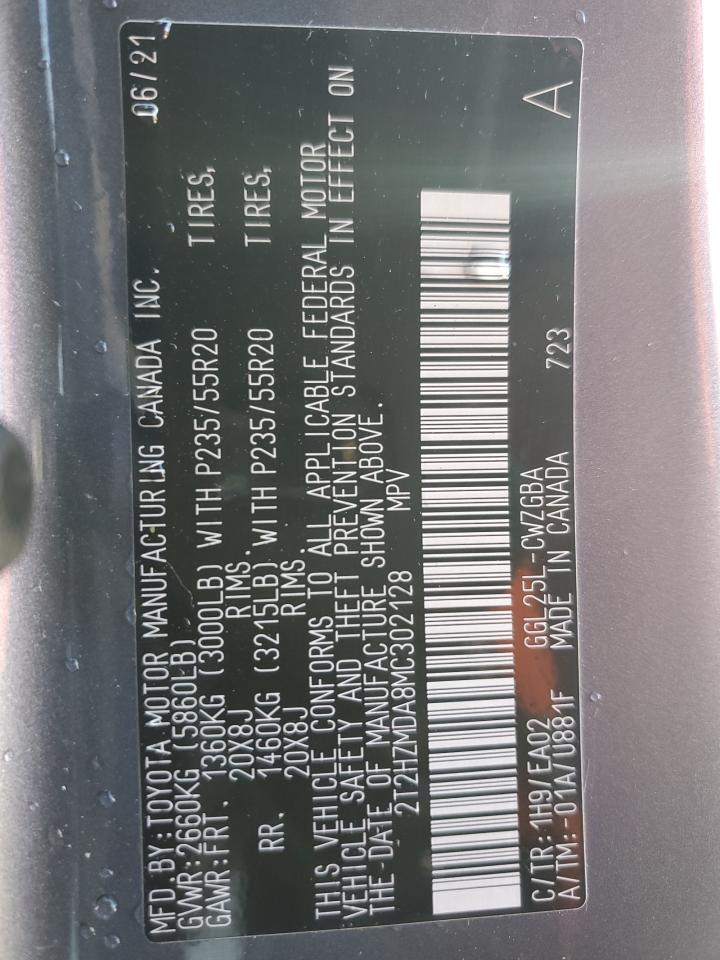 MFD.BY:TOYOTA MOTOR MANUFACTURING CANADA INC. 06/21
GVWR:2660KG (5860LB)
GAWR:FRT. 1360KG (3000LB) WITH P235/55R20 TIRES,
20X8J RIMS.
RR. 1460KG (3215LB) WITH P235/55R20 TIRES,
20X8J RIMS.
THIS VEHICLE CONFORMS TO ALL APPLICABLE FEDERAL MOTOR
VEHICLE SAFETY AND THEFT PREVENTION STANDARDS IN EFFECT ON
THE DATE OF MANUFACTURE SHOWN ABOVE.
2T2HZMDA8MC302128 MPV
C/TR:1H9/EA02 GGL25L-CWZGBA
A/TM:-01A/U881F MADE IN CANADA 723 A